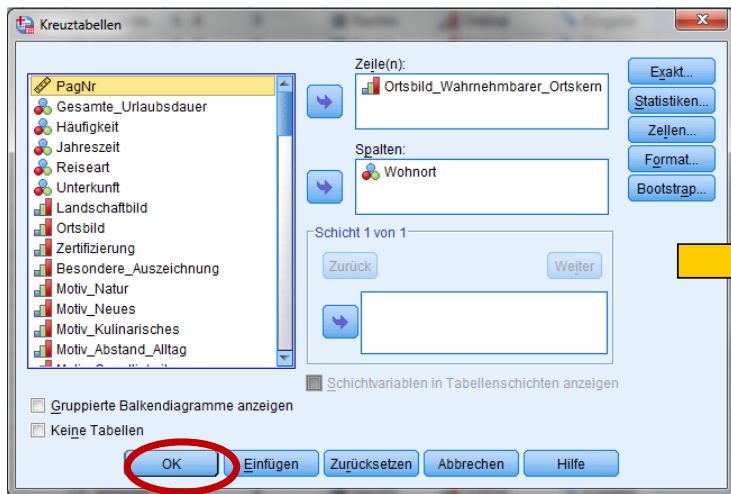 Kreuztabellen
PagNr
Gesamte_Urlaubsdauer
Häufigkeit
Jahreszeit
Reiseart
Unterkunft
Landschaftbild
Ortsbild
Zertifizierung
Besondere_Auszeichnung
Motiv_Natur
Motiv_Neues
Motiv_Kulinarisches
Motiv_Abstand_Alltag
Zeile(n):
Ortsbild_Wahrnehmbarer_Ortskern
Spalten:
Wohnort
Schicht 1 von 1
Zurück
Weiter
Schichtvariablen in Tabellenschichten anzeigen
Exakt...
Statistiken...
Zellen...
Format...
Bootstrap...
Gruppierte Balkendiagramme anzeigen
Keine Tabellen
OK
Einfügen
Zurücksetzen
Abbrechen
Hilfe